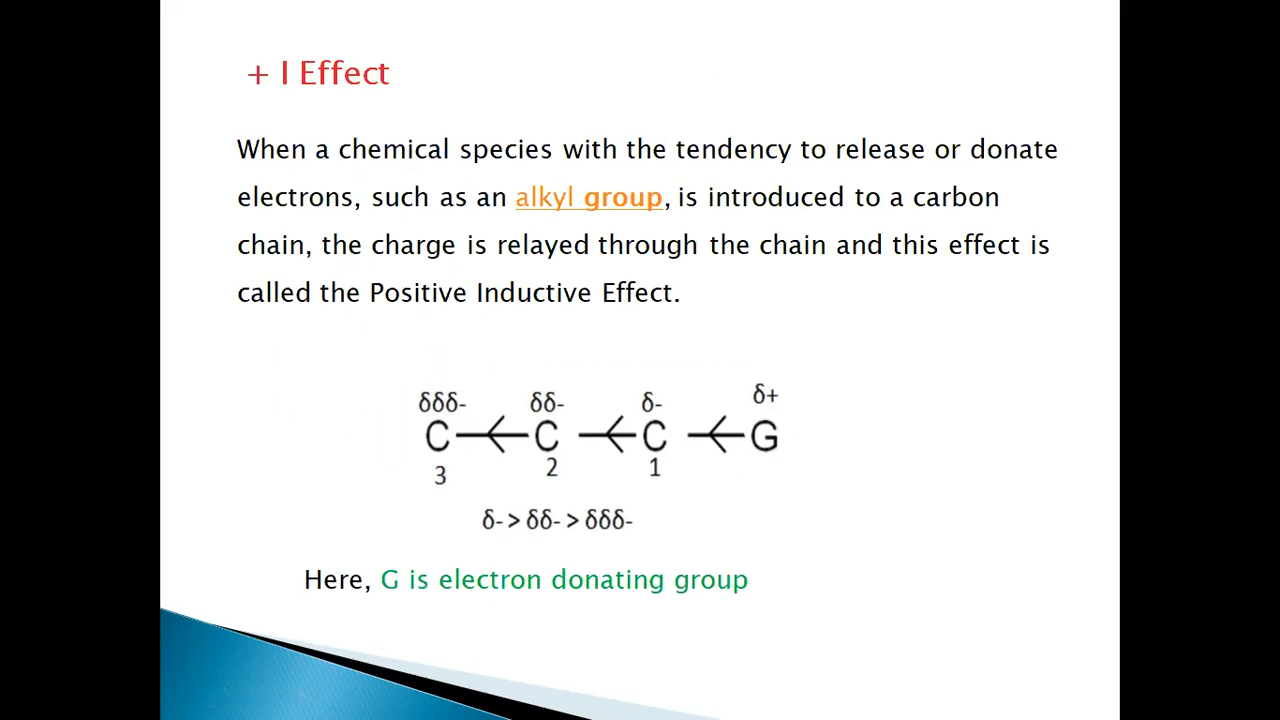 + I Effect
When a chemical species with the tendency to release or donate
electrons, such as an alkyl group, is introduced to a carbon
chain, the charge is relayed through the chain and this effect is
called the Positive Inductive Effect.
δδδ- δδ- δ- δ+
C C C G
3 2 1
δ- > δδ- > δδδ-
Here, G is electron donating group